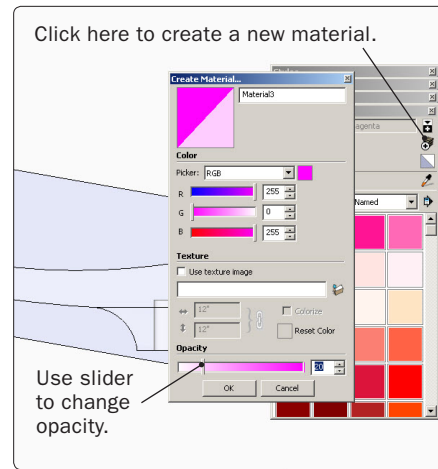 Click here to create a new material.
Create Material...
Material3
agenta
Color
Picker: RGB
R 255
G 0
B 255
Named
Texture
Use texture image
12"
Colorize
12"
Reset Color
Opacity
20
OK Cancel
Use slider
to change
opacity.